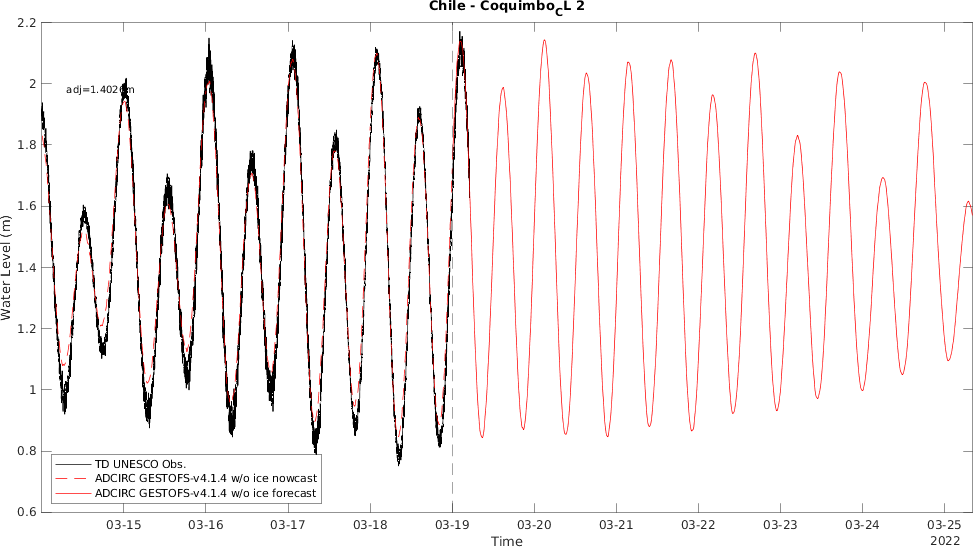 Chile - Coquimbo_CL 2
Water Level (m)
2.2
2
1.8
1.6
1.4
1.2
1
0.8
0.6
adj=1.4026m
TD UNESCO Obs.
ADCIRC GESTOFS-v4.1.4 w/o ice nowcast
ADCIRC GESTOFS-v4.1.4 w/o ice forecast
03-15 03-16 03-17 03-18 03-19 03-20 03-21 03-22 03-23 03-24 03-25
Time
2022